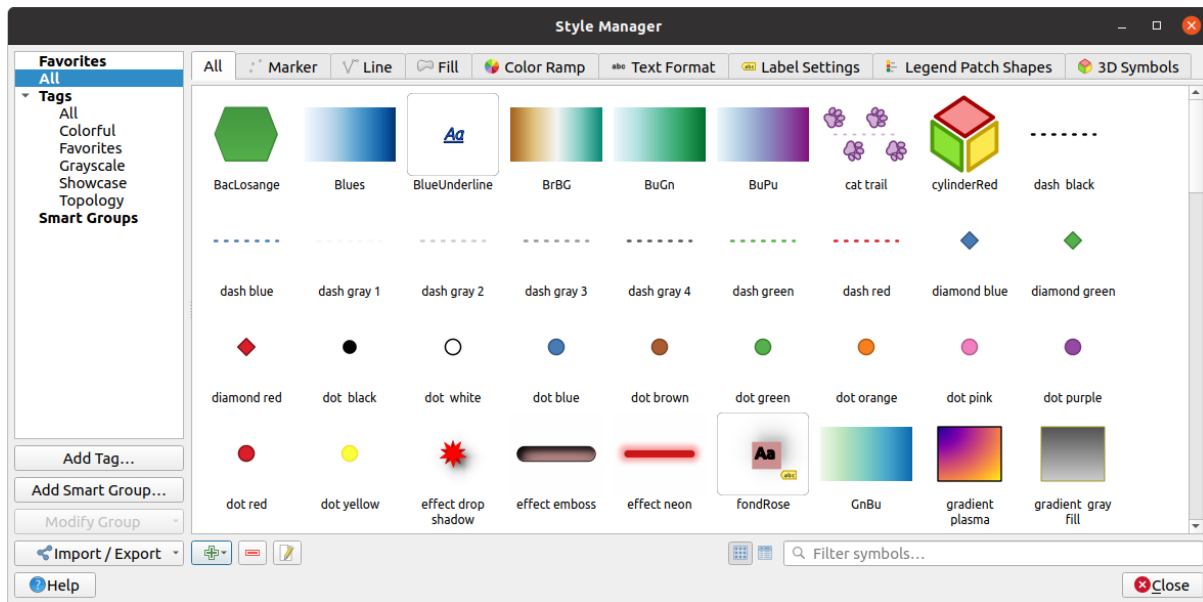 Style Manager
Favorites
All
Tags
All
Colorful
Favorites
Grayscale
Showcase
Topology
Smart Groups
All
Marker
Line
Fill
Color Ramp
abc Text Format
abc Label Settings
Legend Patch Shapes
3D Symbols
Aa
BacLosange
Blues
BlueUnderline
BrBG
BuGn
BuPu
cat trail
cylinderRed
dash black
dash blue
dash gray 1
dash gray 2
dash gray 3
dash gray 4
dash green
dash red
diamond blue
diamond green
diamond red
dot black
dot white
dot blue
dot brown
dot green
dot orange
dot pink
dot purple
Aa
abc
dot red
dot yellow
effect drop
shadow
effect emboss
effect neon
fondRose
GnBu
gradient
plasma
gradient gray
fill
Add Tag...
Add Smart Group...
Modify Group
Import / Export
Filter symbols...
Help
Close